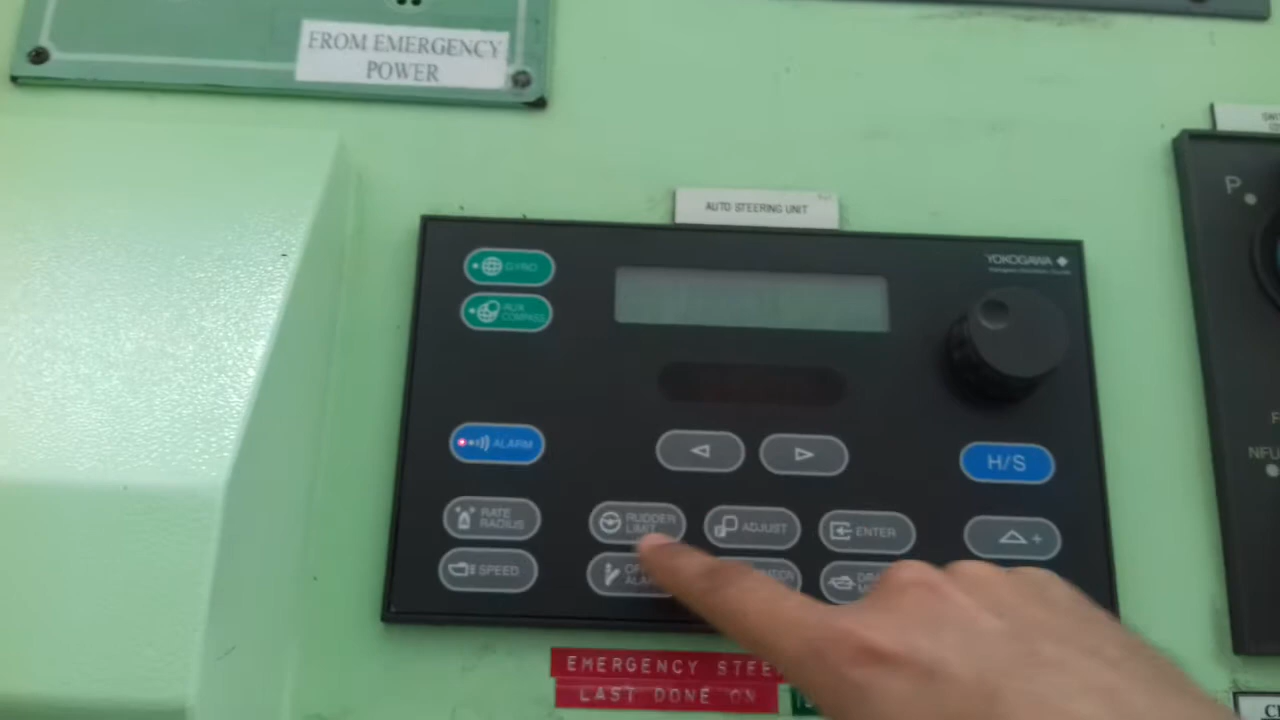 FROM EMERGENCY
POWER
AUTO STEERING UNIT
YOKOGAWA
GYRO
AUX
COMPASS
P
ALARM
H/S
NFU
RATE
RADIUS
RUDDER
LIMIT
ADJUST
ENTER
+
SPEED
EMERGENCY STEE
LAST DONE ON